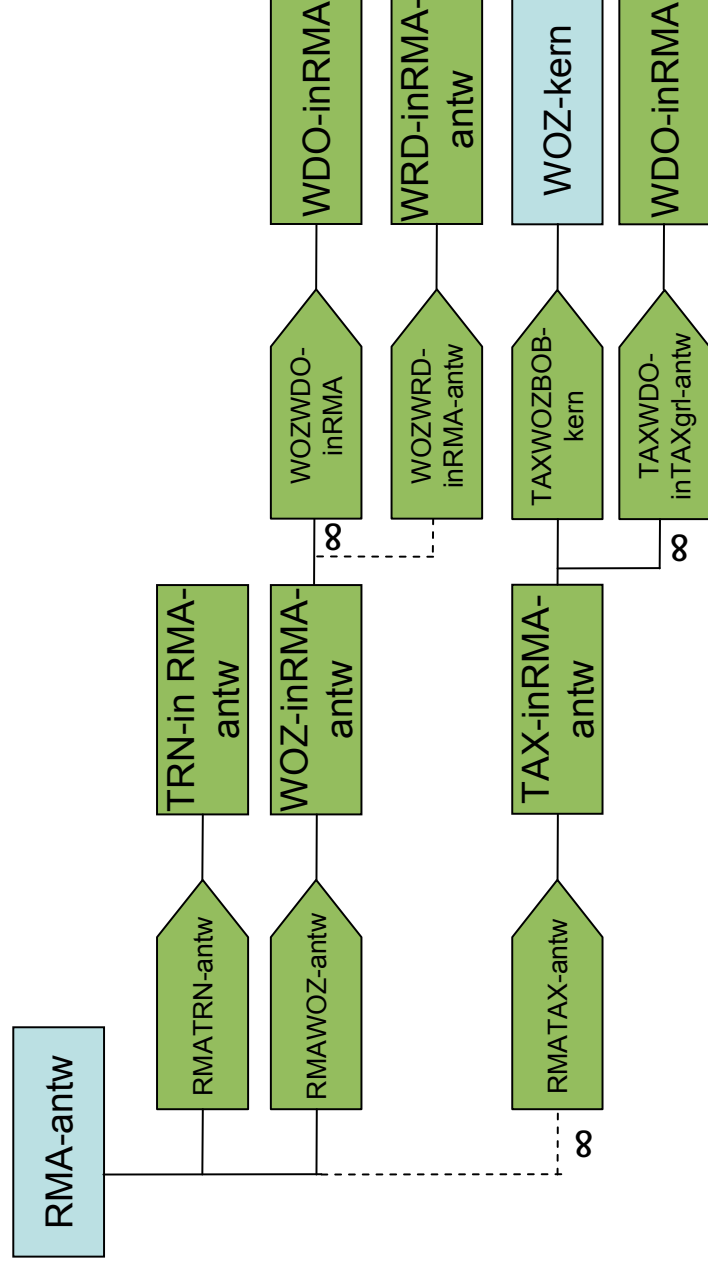 RMA-antw
RMATRN-antw
TRN-in RMA-
antw
RMAWOZ-antw
WOZ-inRMA-
antw
8
WOZWDO-
inRMA
WDO-inRMA
WOZWRD-
inRMA-antw
WRD-inRMA-
antw
8
RMATAX-antw
TAX-inRMA-
antw
TAXWOZBOB-
kern
WOZ-kern
8
TAXWDO-
inTAXgrl-antw
WDO-inRMA